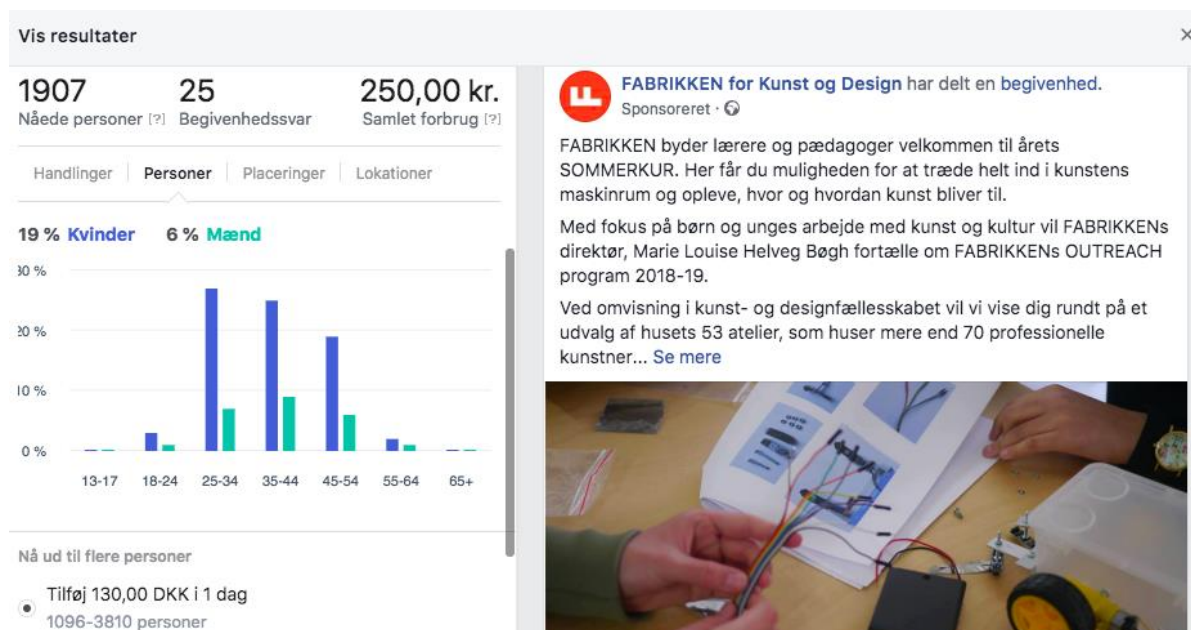 Vis resultater
1907
Nåede personer [?]
25
Begivenhedssvar
250,00 kr.
Samlet forbrug [?]
Handlinger
Personer
Placeringer
Lokationer
19 % Kvinder 6 % Mænd
30 %
20 %
10 %
0 %
13-17 18-24 25-34 35-44 45-54 55-64 65+
Nå ud til flere personer
Tilføj 130,00 DKK i 1 dag
1096-3810 personer
FABRIKKEN for Kunst og Design har delt en begivenhed.
Sponsoreret ·
FABRIKKEN byder lærere og pædagoger velkommen til årets
SOMMERKUR. Her får du muligheden for at træde helt ind i kunstens
maskinrum og opleve, hvor og hvordan kunst bliver til.
Med fokus på børn og unges arbejde med kunst og kultur vil FABRIKKENs
direktør, Marie Louise Helveg Bøgh fortælle om FABRIKKENs OUTREACH
program 2018-19.
Ved omvisning i kunst- og designfællesskabet vil vi vise dig rundt på et
udvalg af husets 53 atelier, som huser mere end 70 professionelle
kunstner... Se mere